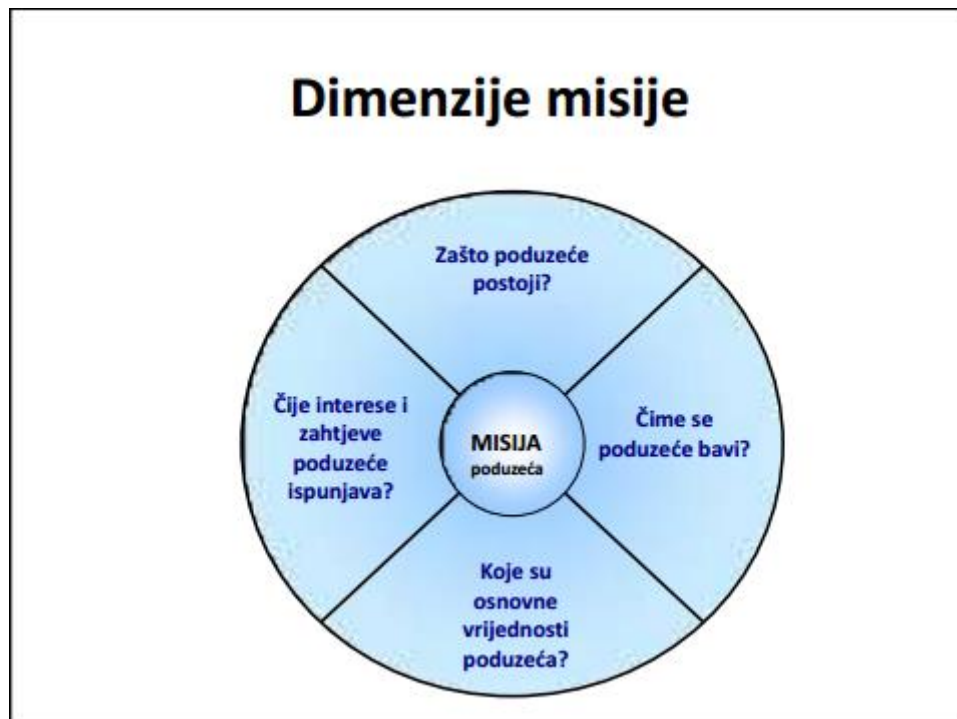 Dimenzije misije
Zašto poduzeće
postoji?
Čije interese i
zahtjeve
poduzeće
ispunjava?
MISIJA
poduzeća
Čime se
poduzeće bavi?
Koje su
osnovne
vrijednosti
poduzeća?